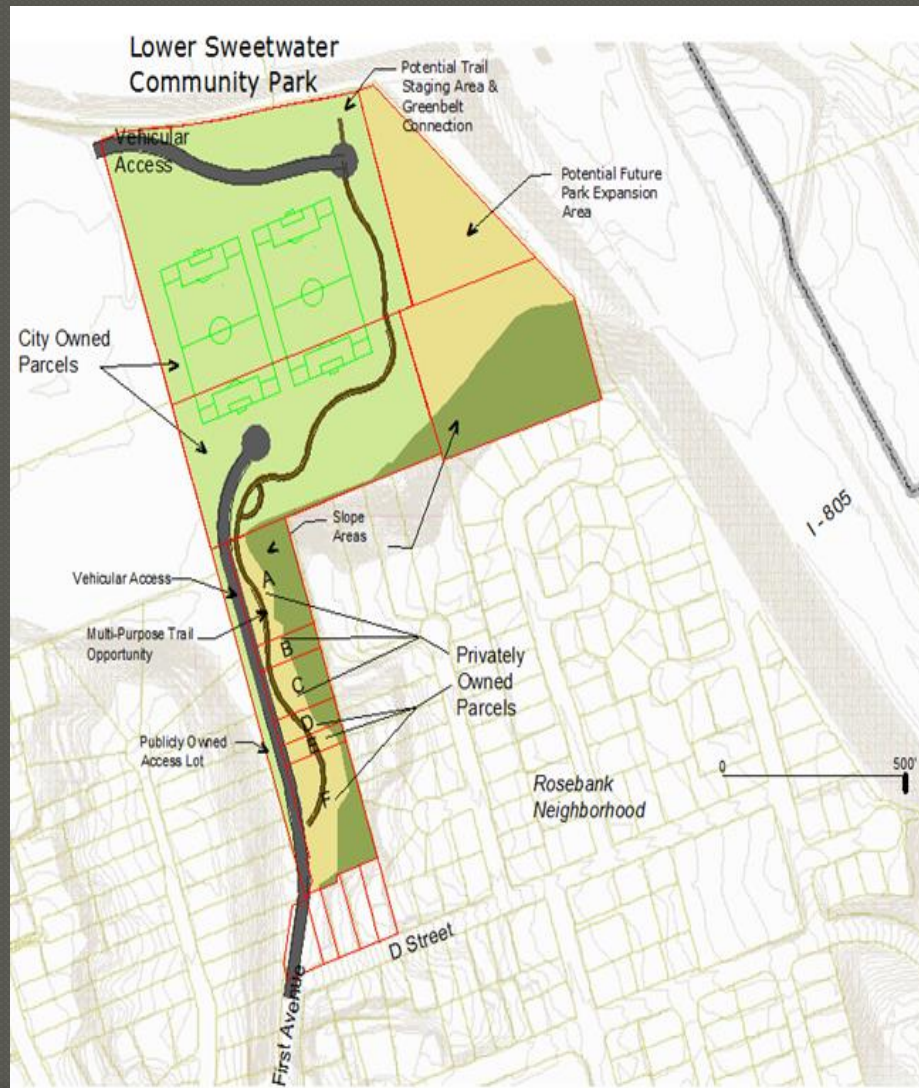 Lower Sweetwater
Community Park
Potential Trail
Staging Area &
Greenbelt
Connection
Vehicular
Access
Potential Future
Park Expansion
Area
City Owned
Parcels
I - 805
Slope
Areas
Vehicular Access
A
Multi-Purpose Trail
Opportunity
B
Privately
Owned
Parcels
C
D
E
Publicly Owned
Access Lot
F
0
500'
Rosebank
Neighborhood
D Street
First Avenue